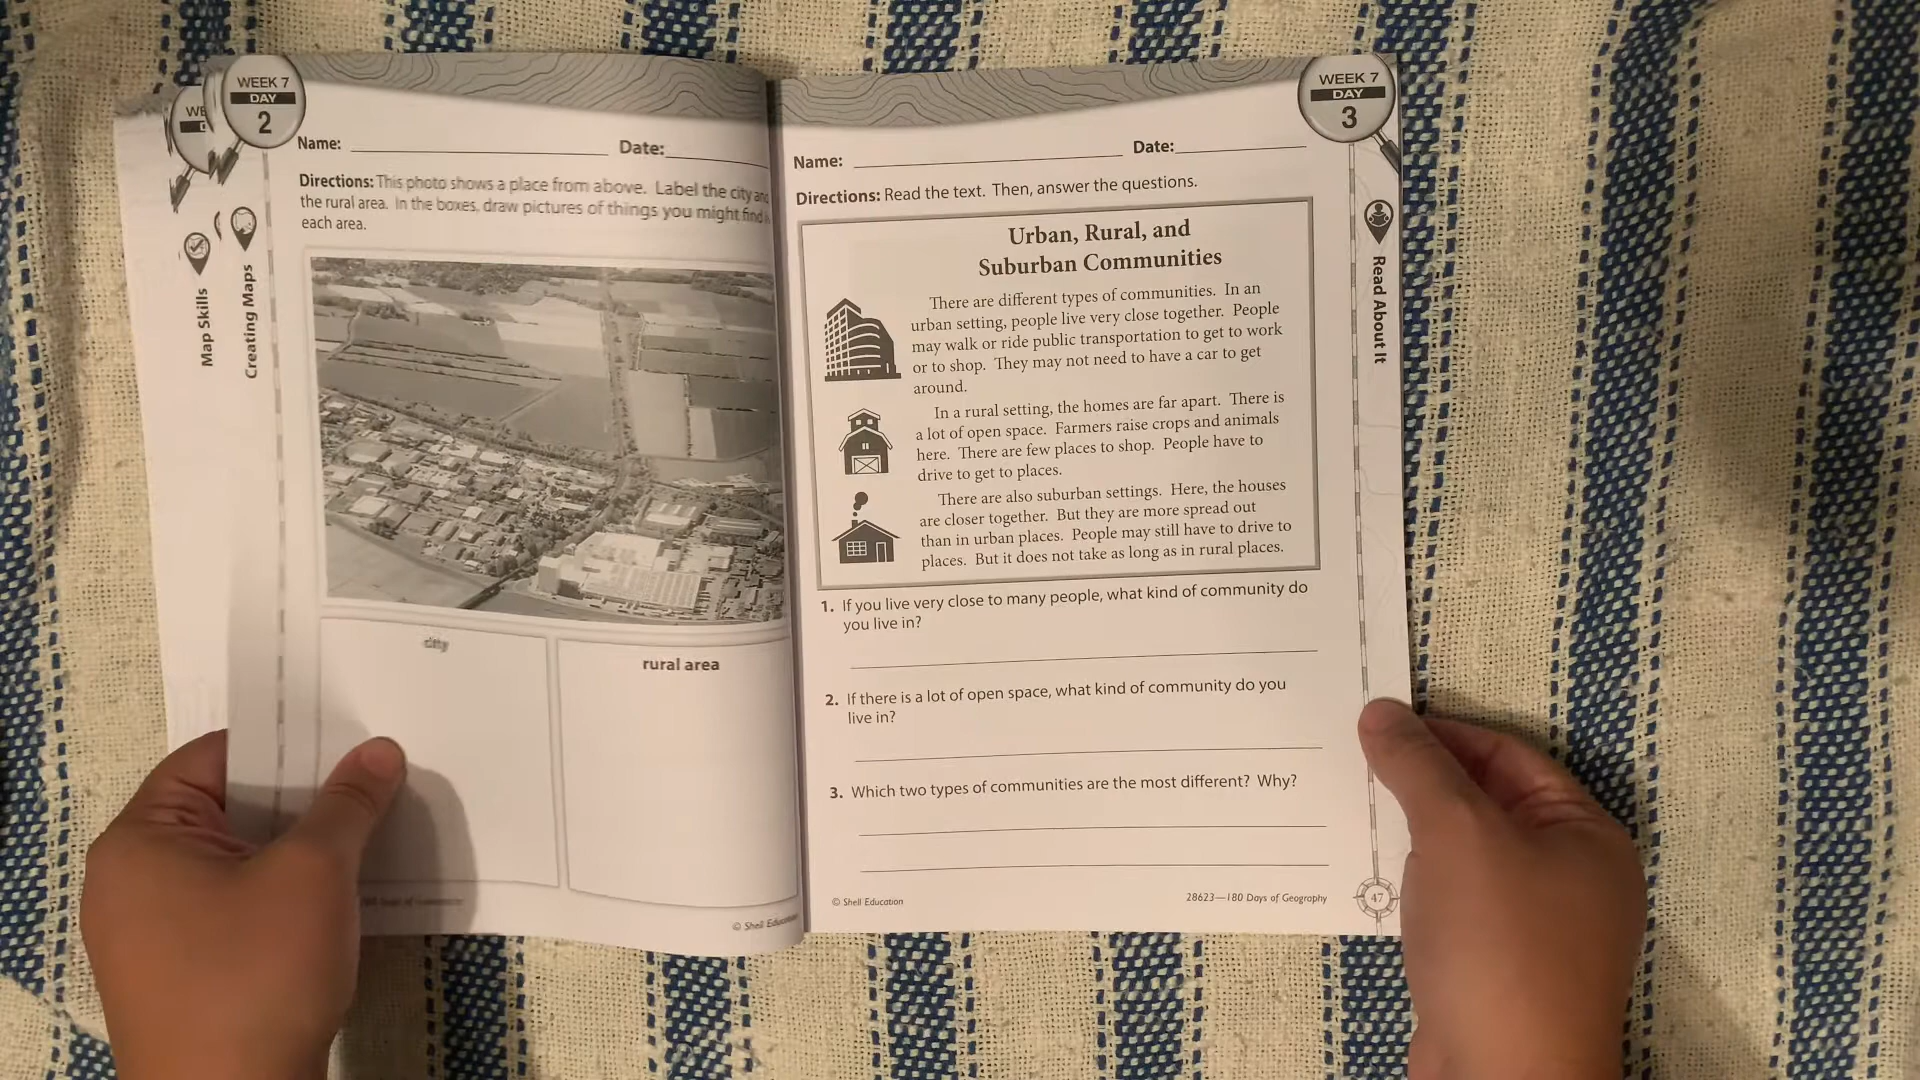 WEEK 7
DAY
2
Name:
Date:
Directions: This photo shows a place from above. Label the city
the rural area. In the boxes, draw pictures of things you might find
each area.
Map Skills
Creating Maps
city
rural area
© Shell
WEEK 7
DAY
3
Name:
Date:
Directions: Read the text. Then, answer the questions.
Urban, Rural, and
Suburban Communities
There are different types of communities. In an
urban setting, people live very close together. People
may walk or ride public transportation to get to work
or to shop. They may not need to have a car to get
around.
In a rural setting, the homes are far apart. There is
a lot of open space. Farmers raise crops and animals
here. There are few places to shop. People have to
drive to get to places.
There are also suburban settings. Here, the houses
are closer together. But they are more spread out
than in urban places. People may still have to drive to
places. But it does not take as long as in rural places.
1. If you live very close to many people, what kind of community do
you live in?
2. If there is a lot of open space, what kind of community do you
live in?
3. Which two types of communities are the most different? Why?
© Shell Education
28623—180 Days of Geography
47
Read About It